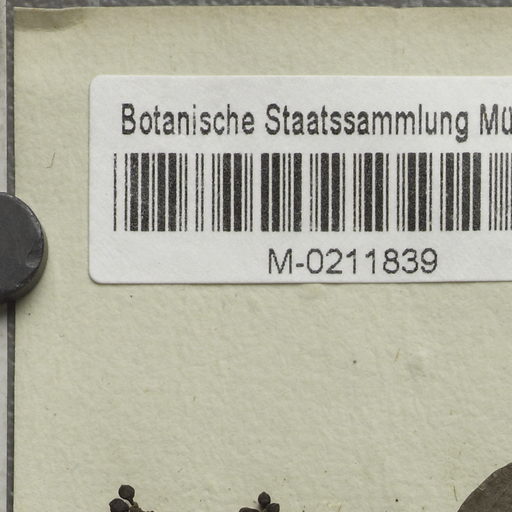 Botanische Staatssammlung Mü
M-0211839